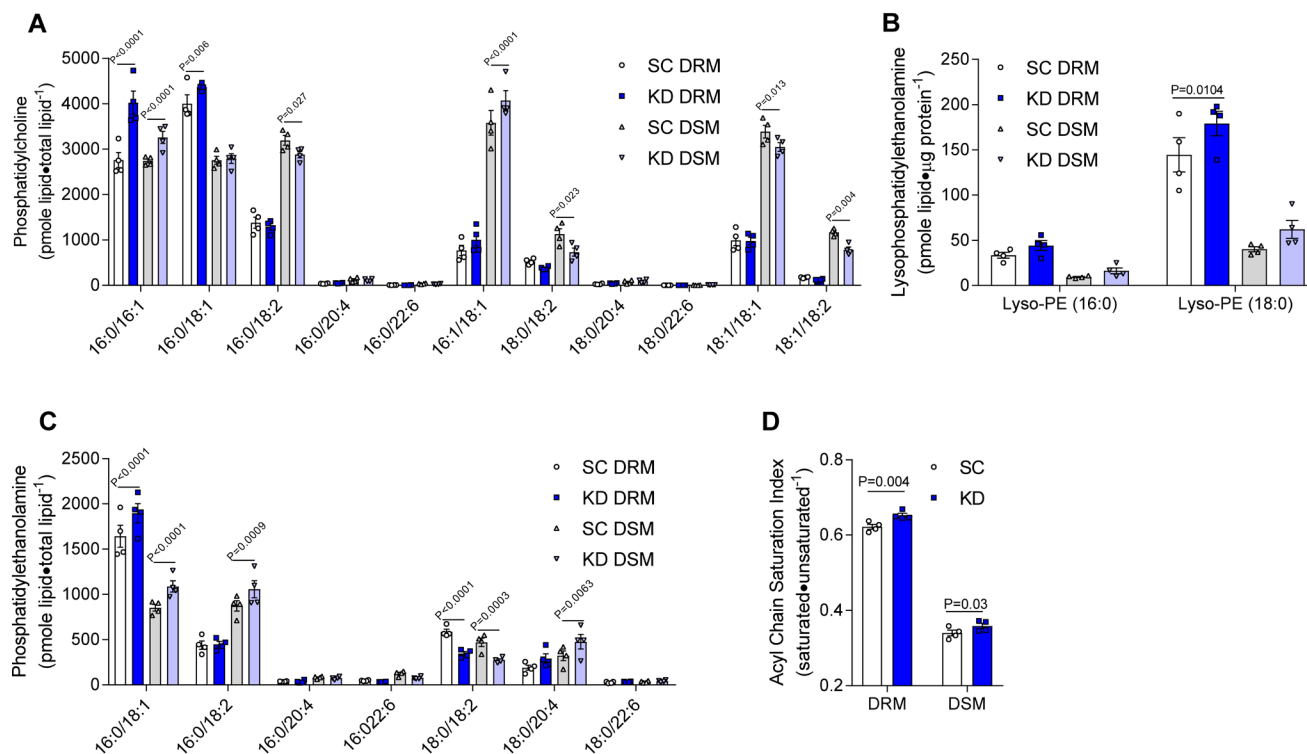 A
Phosphatidylcholine
(pmole lipid•total lipid⁻¹)
5000
4000
3000
2000
1000
0
P<0.0001
P<0.0001
P=0.006
P=0.027
P<0.0001
P=0.023
P=0.013
P=0.004
SC DRM
KD DRM
SC DSM
KD DSM
16:0/16:1
16:0/18:1
16:0/18:2
16:0/20:4
16:0/22:6
16:1/18:1
18:0/18:2
18:0/20:4
18:0/22:6
18:1/18:1
18:1/18:2
B
Lysophosphatidylethanolamine
(pmole lipid•µg protein⁻¹)
250
200
150
100
50
0
SC DRM
KD DRM
SC DSM
KD DSM
P=0.0104
Lyso-PE (16:0)
Lyso-PE (18:0)
C
Phosphatidylethanolamine
(pmole lipid•total lipid⁻¹)
2500
2000
1500
1000
500
0
P<0.0001
P<0.0001
P=0.0009
P<0.0001
P=0.0003
P=0.0063
SC DRM
KD DRM
SC DSM
KD DSM
16:0/18:1
16:0/18:2
16:0/20:4
16:022:6
18:0/18:2
18:0/20:4
18:0/22:6
D
Acyl Chain Saturation Index
(saturated•unsaturated⁻¹)
0.8
0.6
0.4
0.2
SC
KD
P=0.004
P=0.03
DRM
DSM